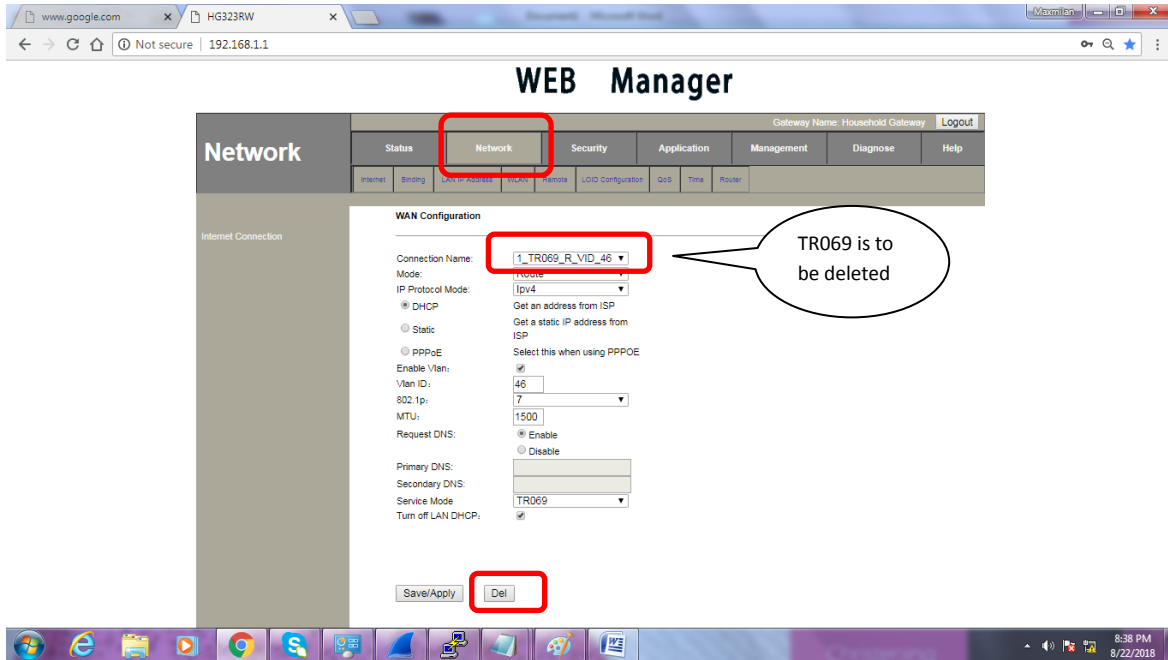 www.google.com x HG323RW x Maxmilian
Not secure 192.168.1.1
WEB Manager
Gateway Name: Household Gateway Logout
Network
Status Network Security Application Management Diagnose Help
Internet Binding LAN IP Address WLAN Remote LOID Configuration QoS Time Router
Internet Connection
WAN Configuration
Connection Name: 1_TR069_R_VID_46
Mode: Route
IP Protocol Mode: Ipv4
DHCP Get an address from ISP
Static Get a static IP address from
ISP
PPPoE Select this when using PPPOE
Enable Vlan:
Vlan ID: 46
802.1p: 7
MTU: 1500
Request DNS: Enable
Disable
Primary DNS:
Secondary DNS:
Service Mode TR069
Turn off LAN DHCP:
Save/Apply Del
TR069 is to
be deleted
8:38 PM
8/22/2018